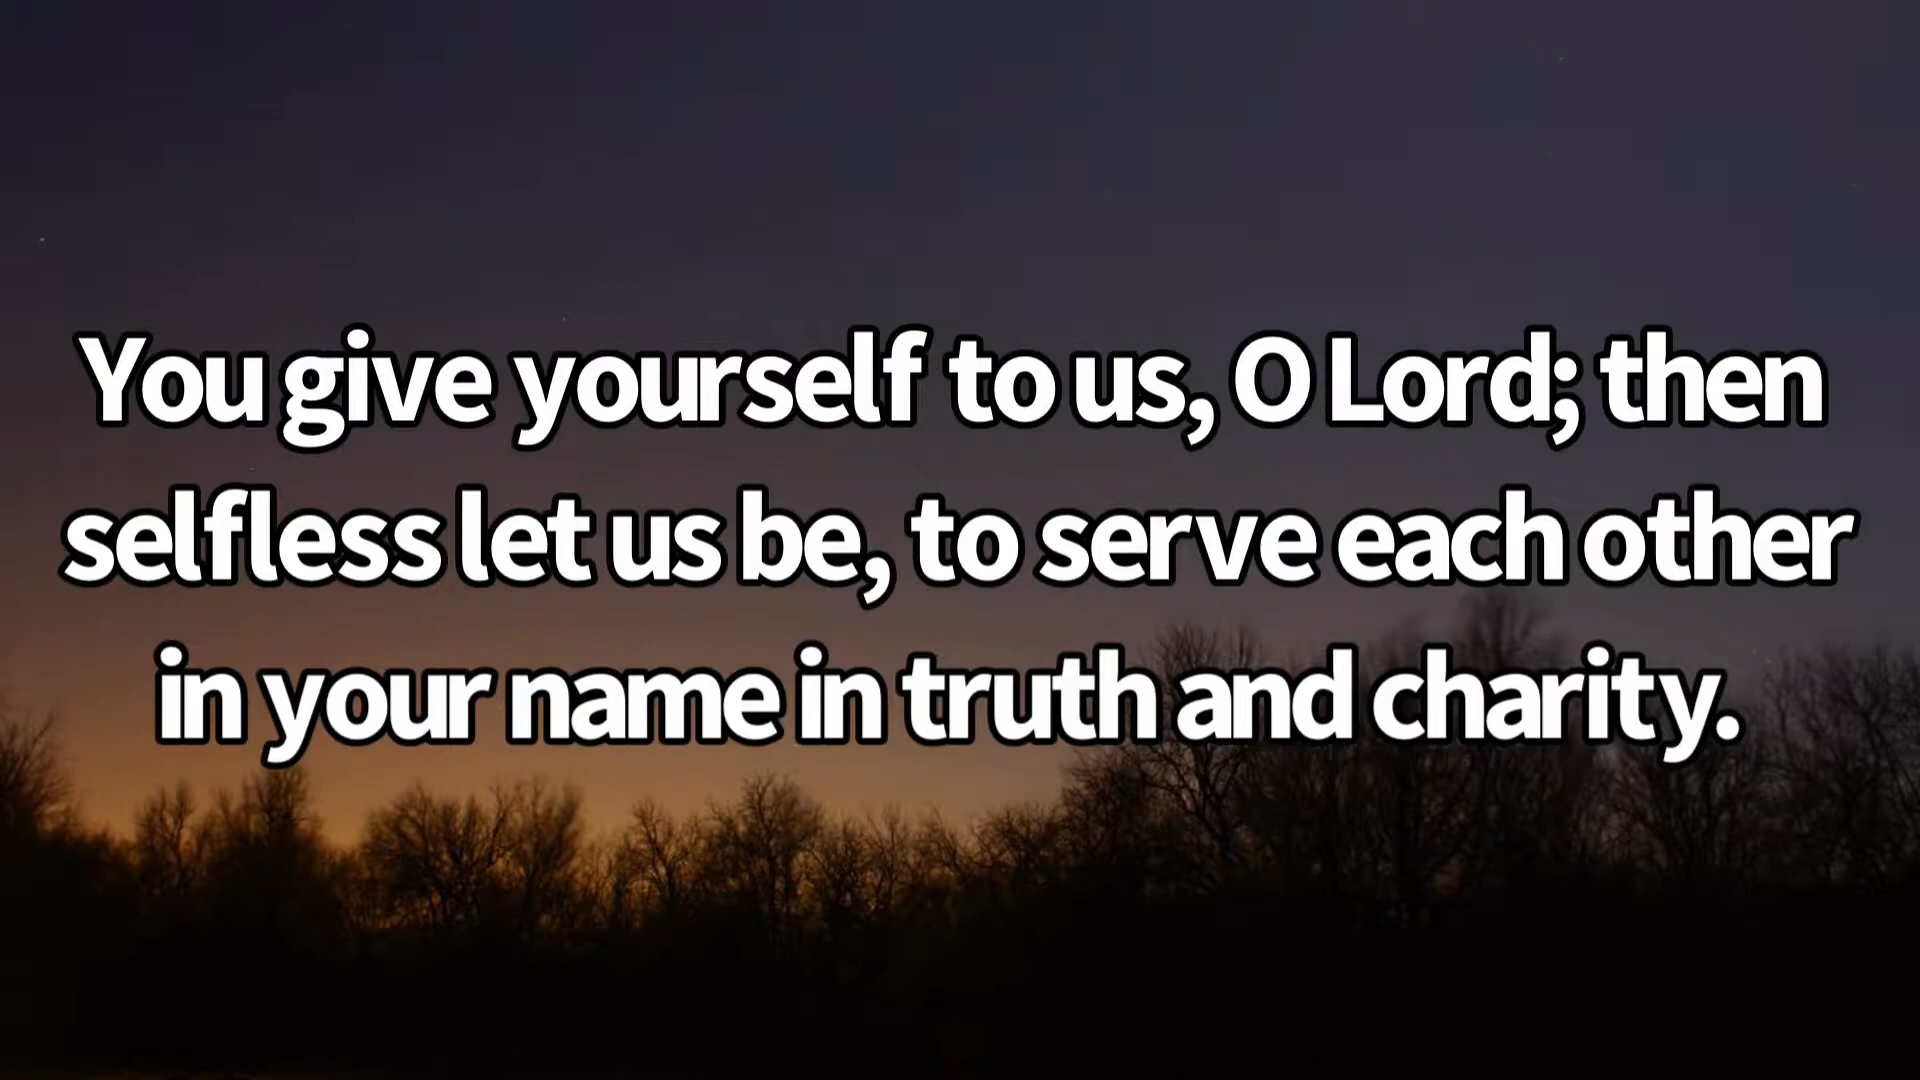 You give yourself to us, O Lord; then
selfless let us be, to serve each other
in your name in truth and charity.